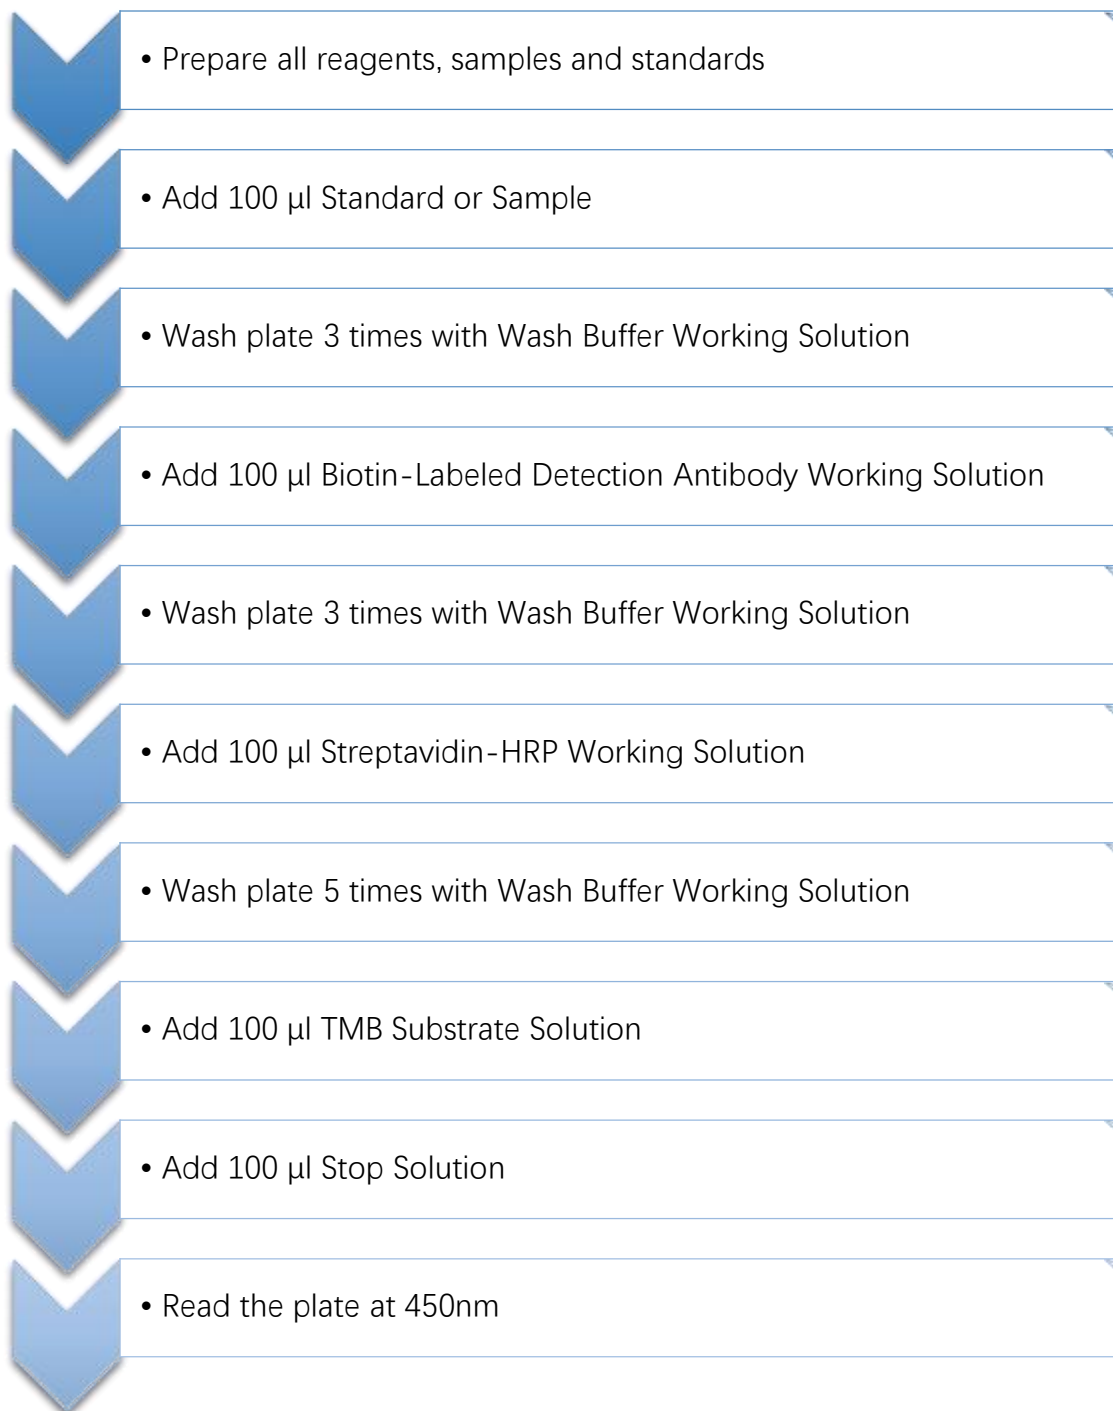 • Prepare all reagents, samples and standards
• Add 100 µl Standard or Sample
• Wash plate 3 times with Wash Buffer Working Solution
• Add 100 µl Biotin-Labeled Detection Antibody Working Solution
• Wash plate 3 times with Wash Buffer Working Solution
• Add 100 µl Streptavidin-HRP Working Solution
• Wash plate 5 times with Wash Buffer Working Solution
• Add 100 µl TMB Substrate Solution
• Add 100 µl Stop Solution
• Read the plate at 450nm